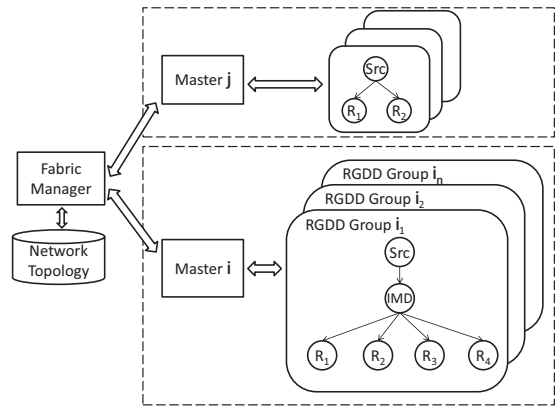 Master j
Src
R1 R2
Fabric
Manager
Network
Topology
Master i
RGDD Group in
RGDD Group i2
RGDD Group i1
Src
IMD
R1 R2 R3 R4